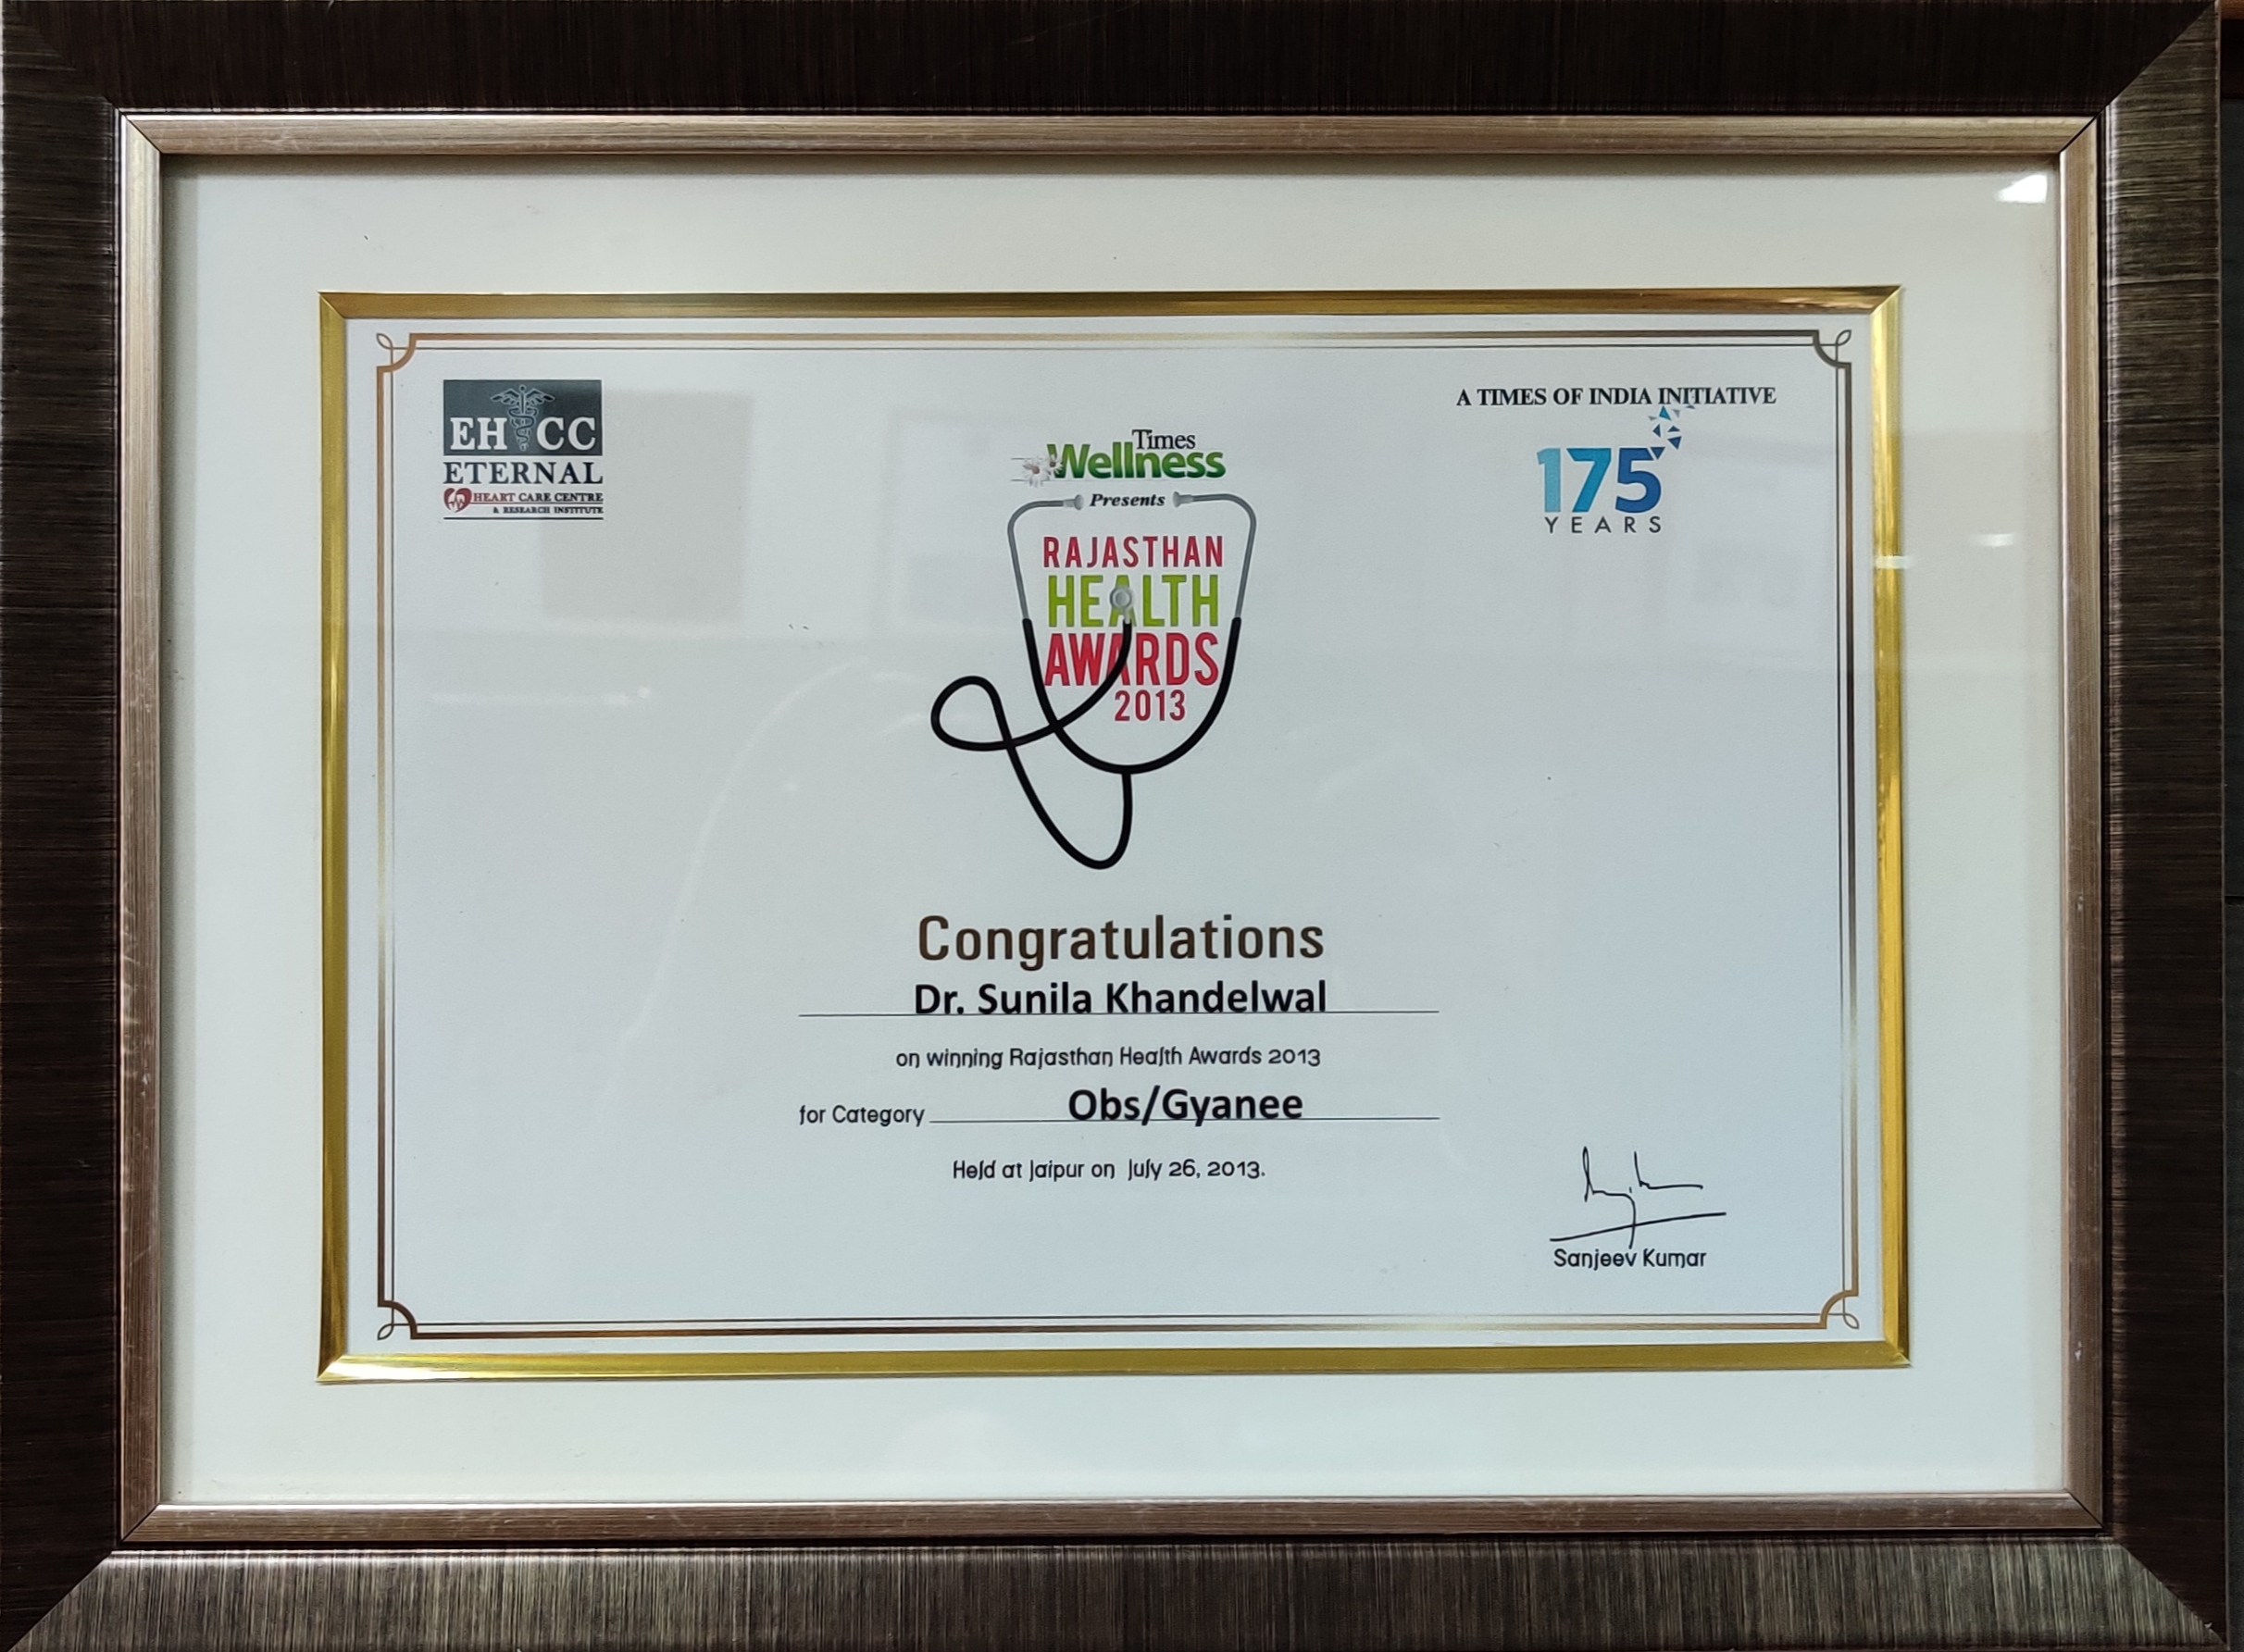 EHCC
ETERNAL
HEART CARE CENTRE
& RESEARCH INSTITUTE
A TIMES OF INDIA INITIATIVE
175
YEARS
Times
Wellness
Presents
RAJASTHAN
HEALTH
AWARDS
2013
Congratulations
Dr. Sunila Khandelwal
on winning Rajasthan Health Awards 2013
for Category Obs/Gyanee
Held at Jaipur on July 26, 2013.
Sanjeev Kumar